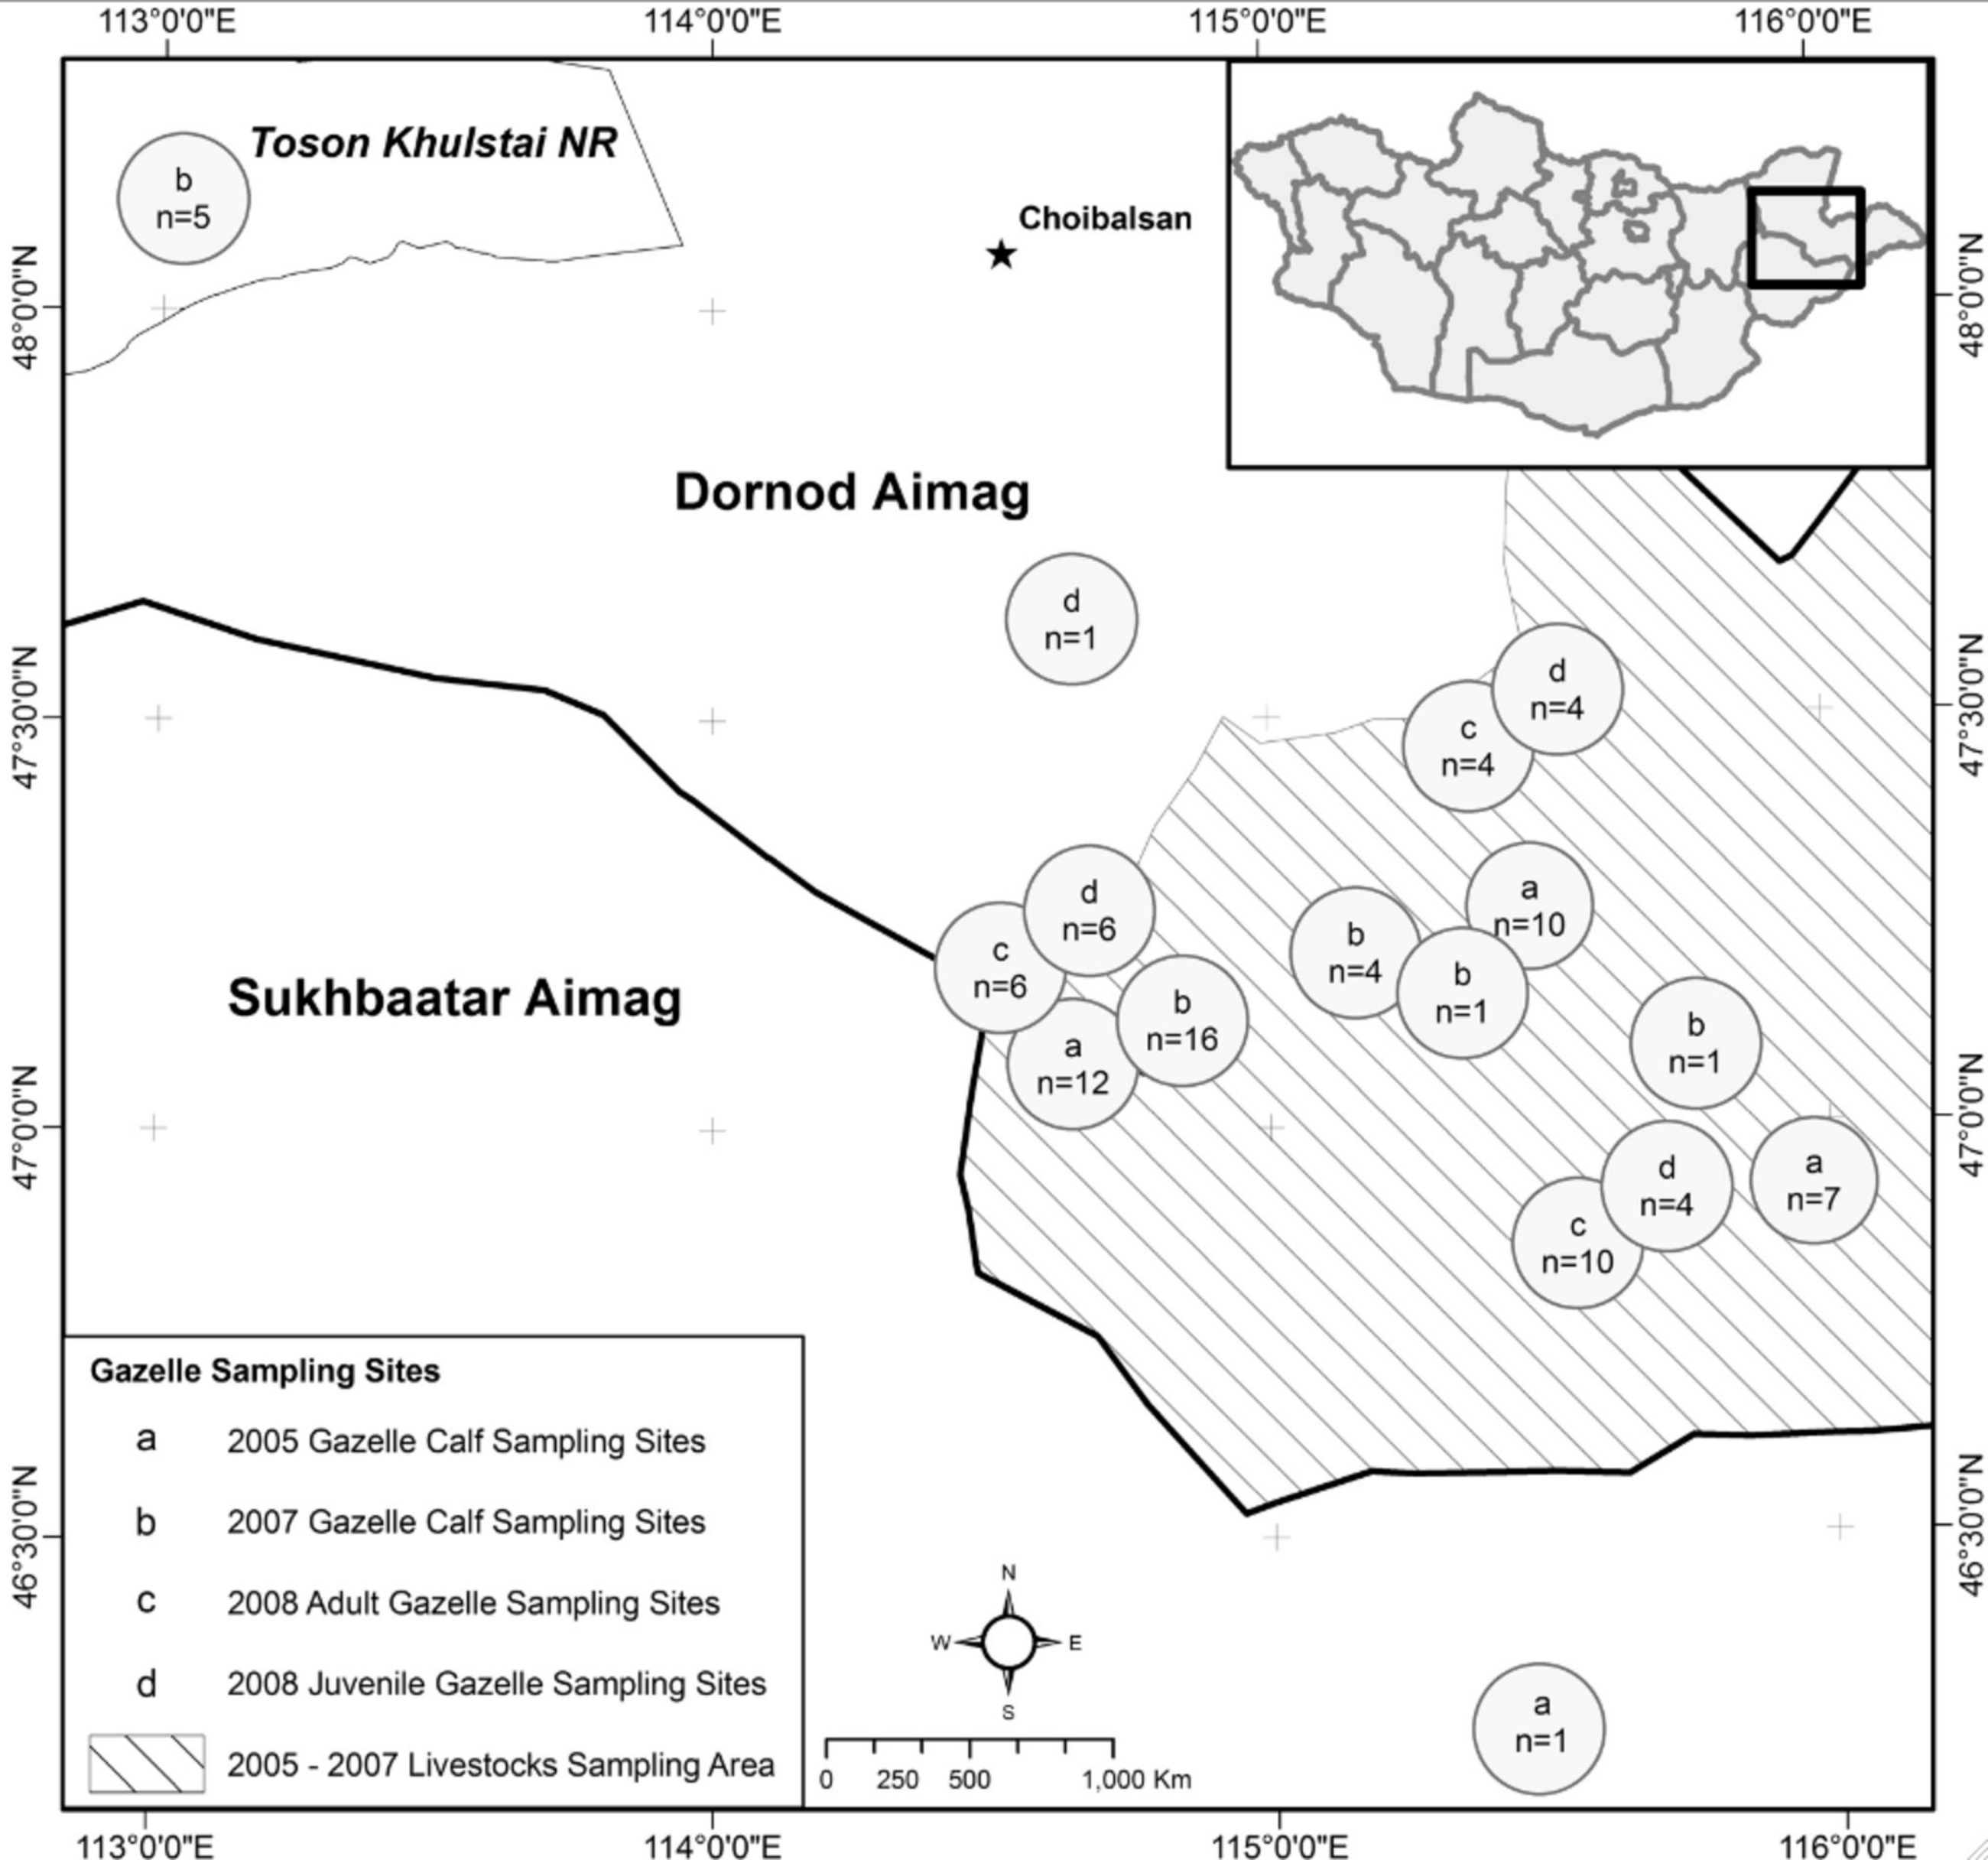 113°0'0"E
114°0'0"E
115°0'0"E
116°0'0"E
Toson Khulstai NR
b
n=5
Choibalsan
48°0'0"N
48°0'0"N
Dornod Aimag
d
n=1
47°30'0"N
47°30'0"N
d
n=4
c
n=4
d
n=6
a
n=10
b
n=4
c
n=6
b
n=1
b
n=16
Sukhbaatar Aimag
a
n=12
b
n=1
47°0'0"N
47°0'0"N
d
n=4
a
n=7
c
n=10
46°30'0"N
46°30'0"N
Gazelle Sampling Sites
a 2005 Gazelle Calf Sampling Sites
b 2007 Gazelle Calf Sampling Sites
c 2008 Adult Gazelle Sampling Sites
d 2008 Juvenile Gazelle Sampling Sites
2005 - 2007 Livestocks Sampling Area
N
W E
S
0 250 500 1,000 Km
a
n=1
113°0'0"E
114°0'0"E
115°0'0"E
116°0'0"E